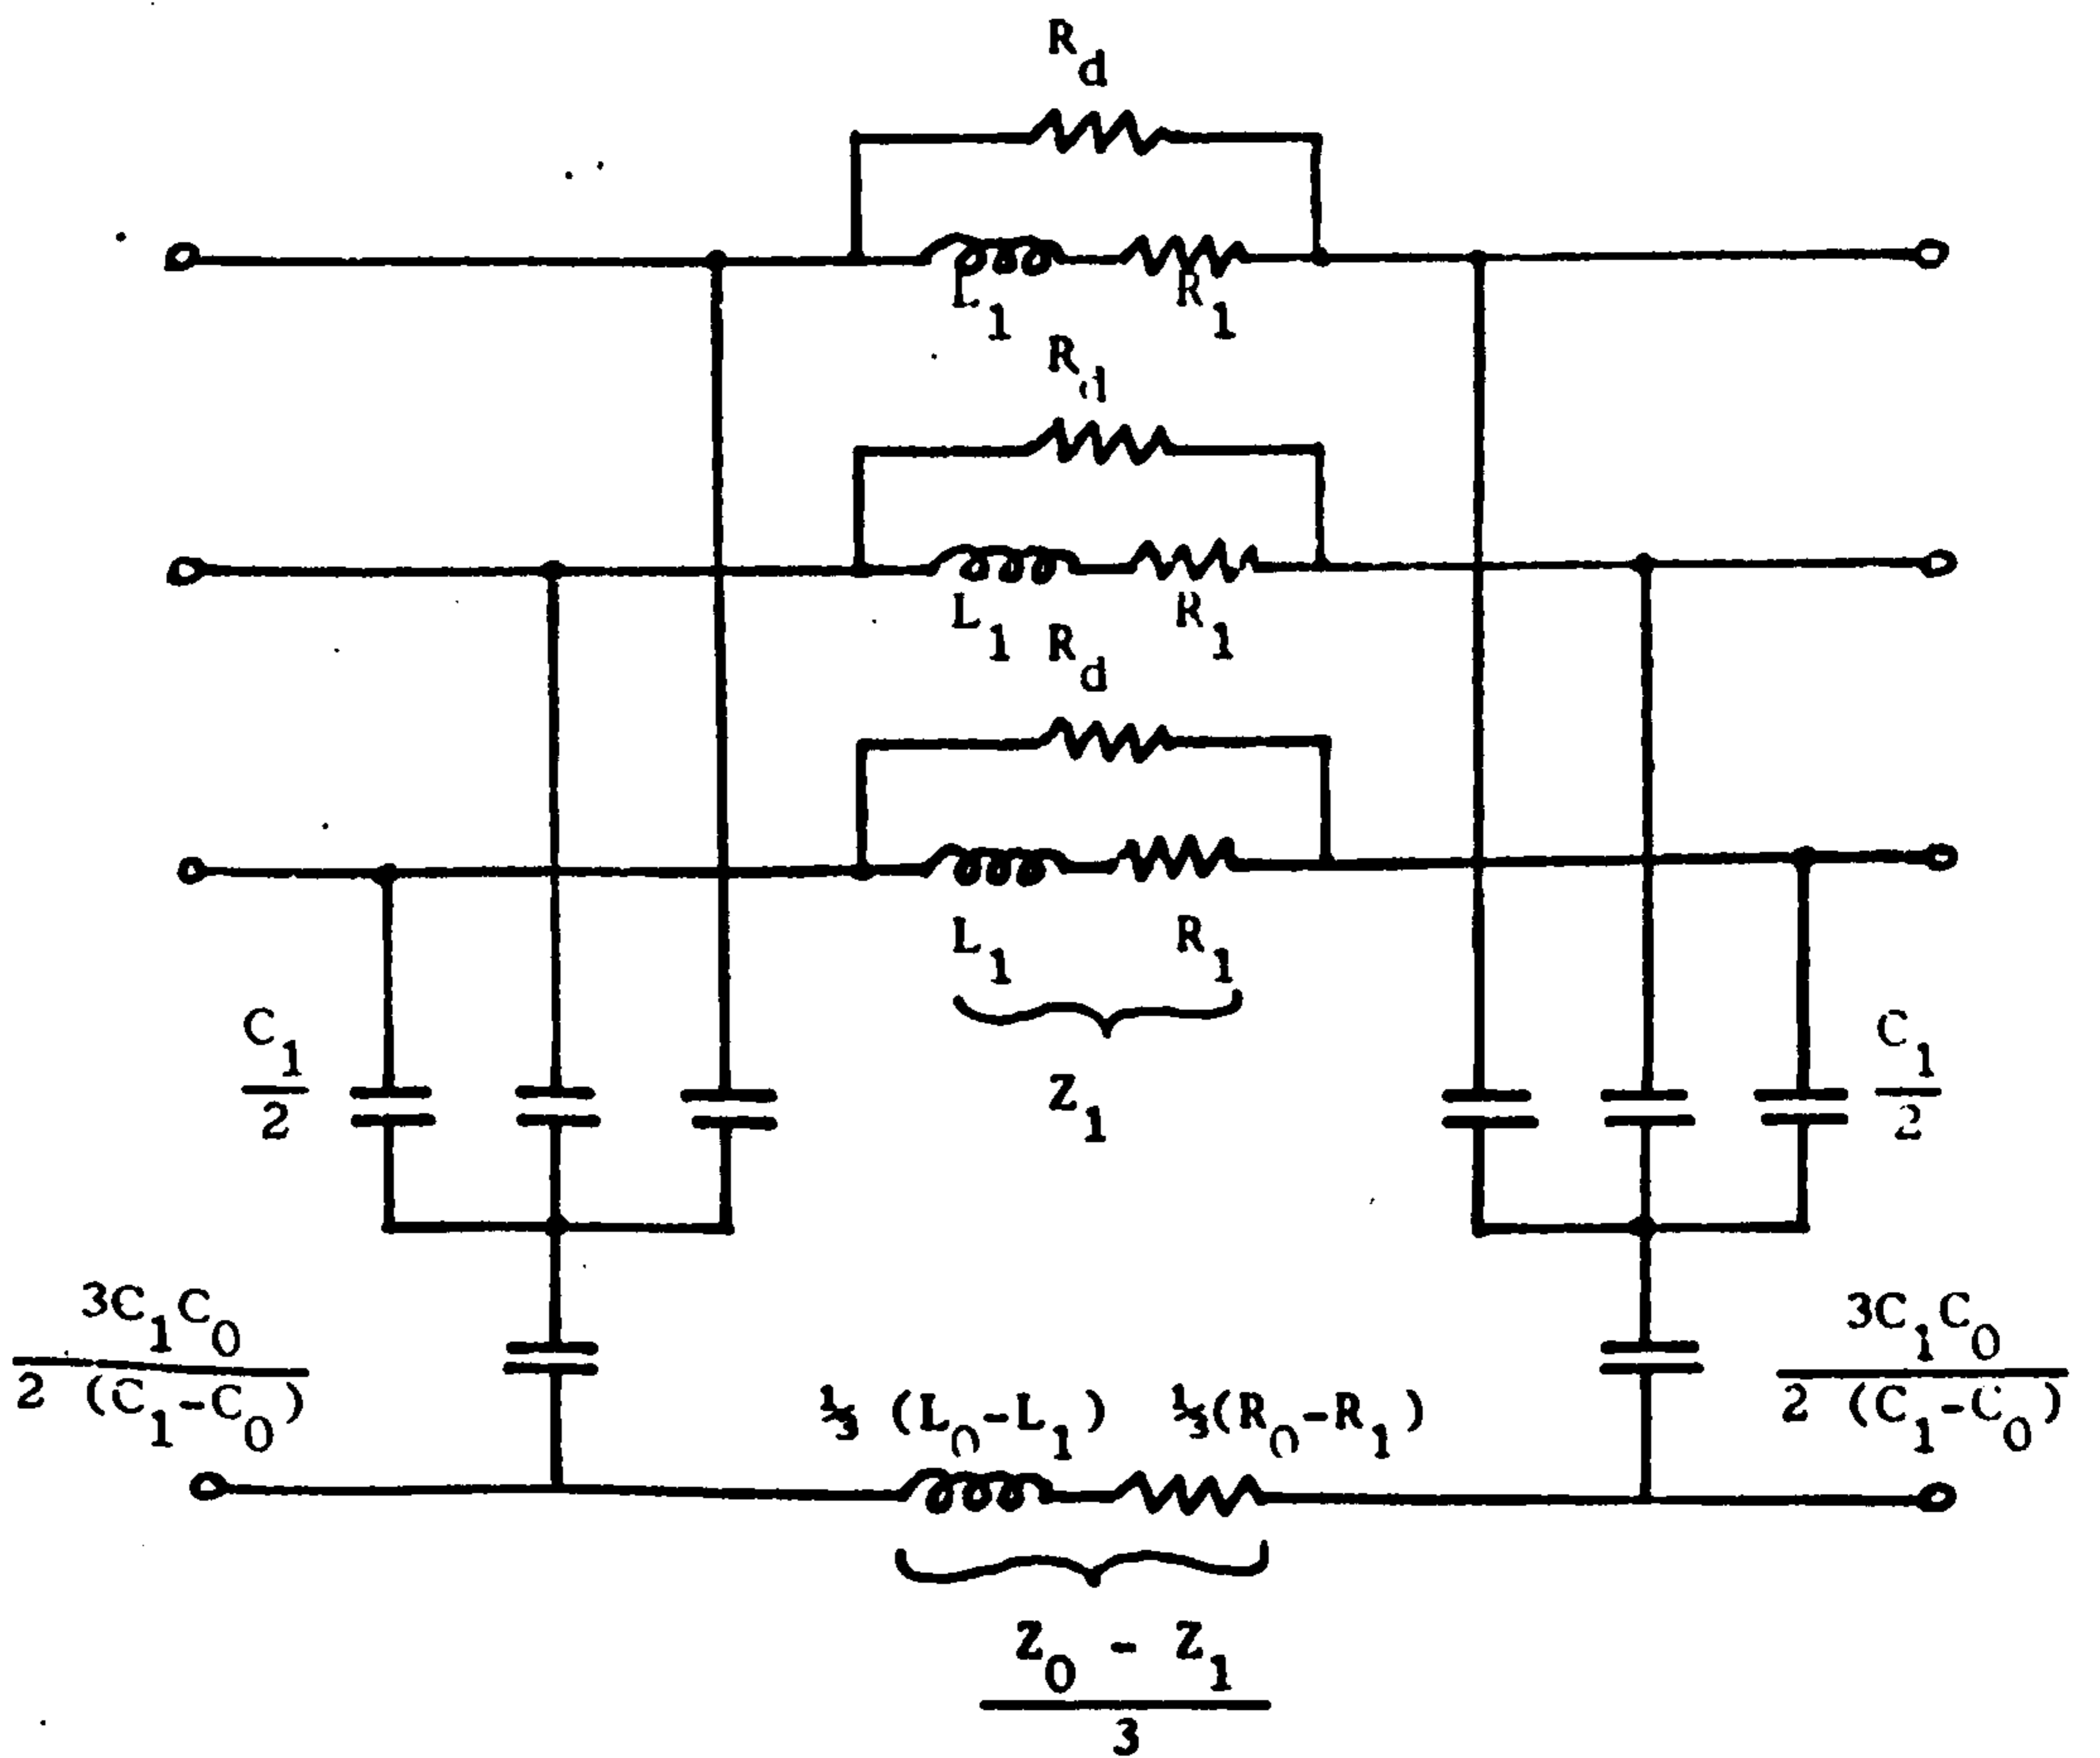 R_d
L_1 R_1
R_d
L_1 R_1
R_d
L_1 R_1
Z_1
C_1/2
C_1/2
3C_1C_0/2 (C_1-C_0)
3C_1C_0/2 (C_1-C_0)
⅓ (L_0-L_1) ⅓(R_0-R_1)
Z_0 - Z_1/3